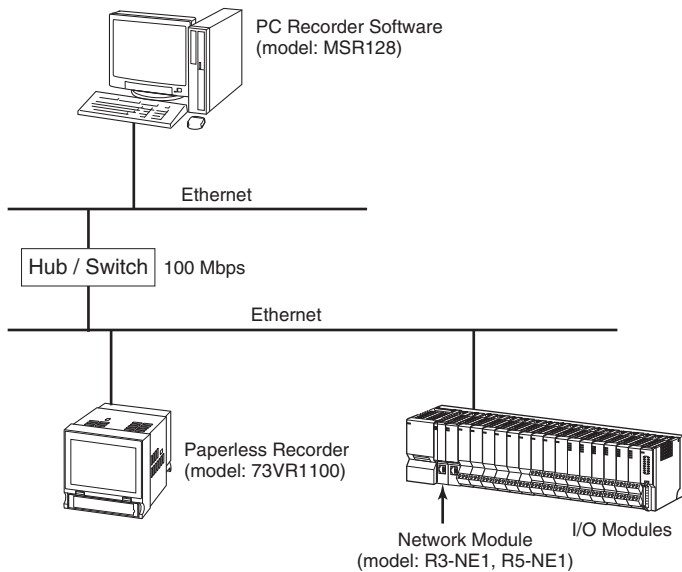 PC Recorder Software
(model: MSR128)
Ethernet
Hub / Switch
100 Mbps
Ethernet
Paperless Recorder
(model: 73VR1100)
I/O Modules
Network Module
(model: R3-NE1, R5-NE1)